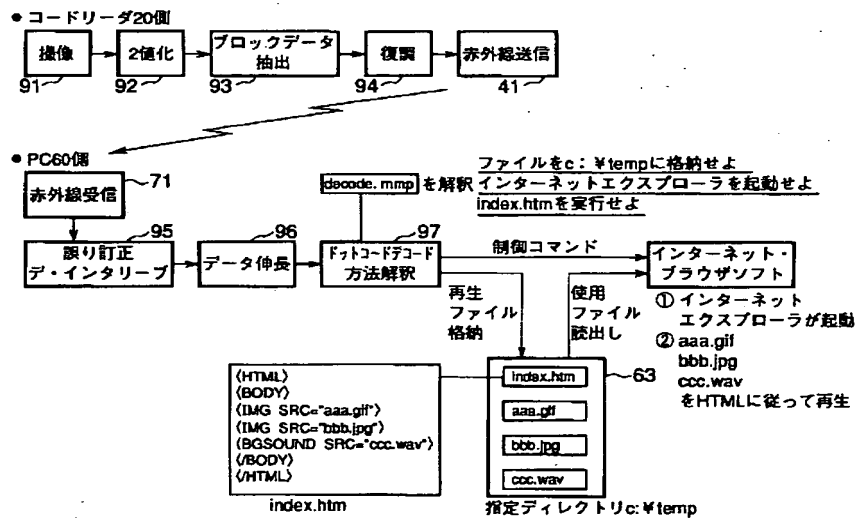 ● コードリーダ20側
撮像
2値化
ブロックデータ
抽出
復調
赤外線送信
91
92
93
94
41
● PC60側
赤外線受信
71
decode. mmp
を解釈
ファイルをc：¥tempに格納せよ
インターネットエクスプローラを起動せよ
index.htmを実行せよ
誤り訂正
デ・インタリーブ
95
データ伸長
96
ドットコードデコード
方法解釈
97
制御コマンド
インターネット・
ブラウザソフト
再生
ファイル
格納
使用
ファイル
読出し
① インターネット
エクスプローラが起動
② aaa.gif
bbb.jpg
ccc.wav
をHTMLに従って再生
〈HTML〉
〈BODY〉
〈IMG SRC="aaa.gif"〉
〈IMG SRC="bbb.jpg"〉
〈BGSOUND SRC="ccc.wav"〉
〈/BODY〉
〈/HTML〉
index.htm
index.htm
aaa.gif
bbb.jpg
ccc.wav
63
指定ディレクトリc:¥temp